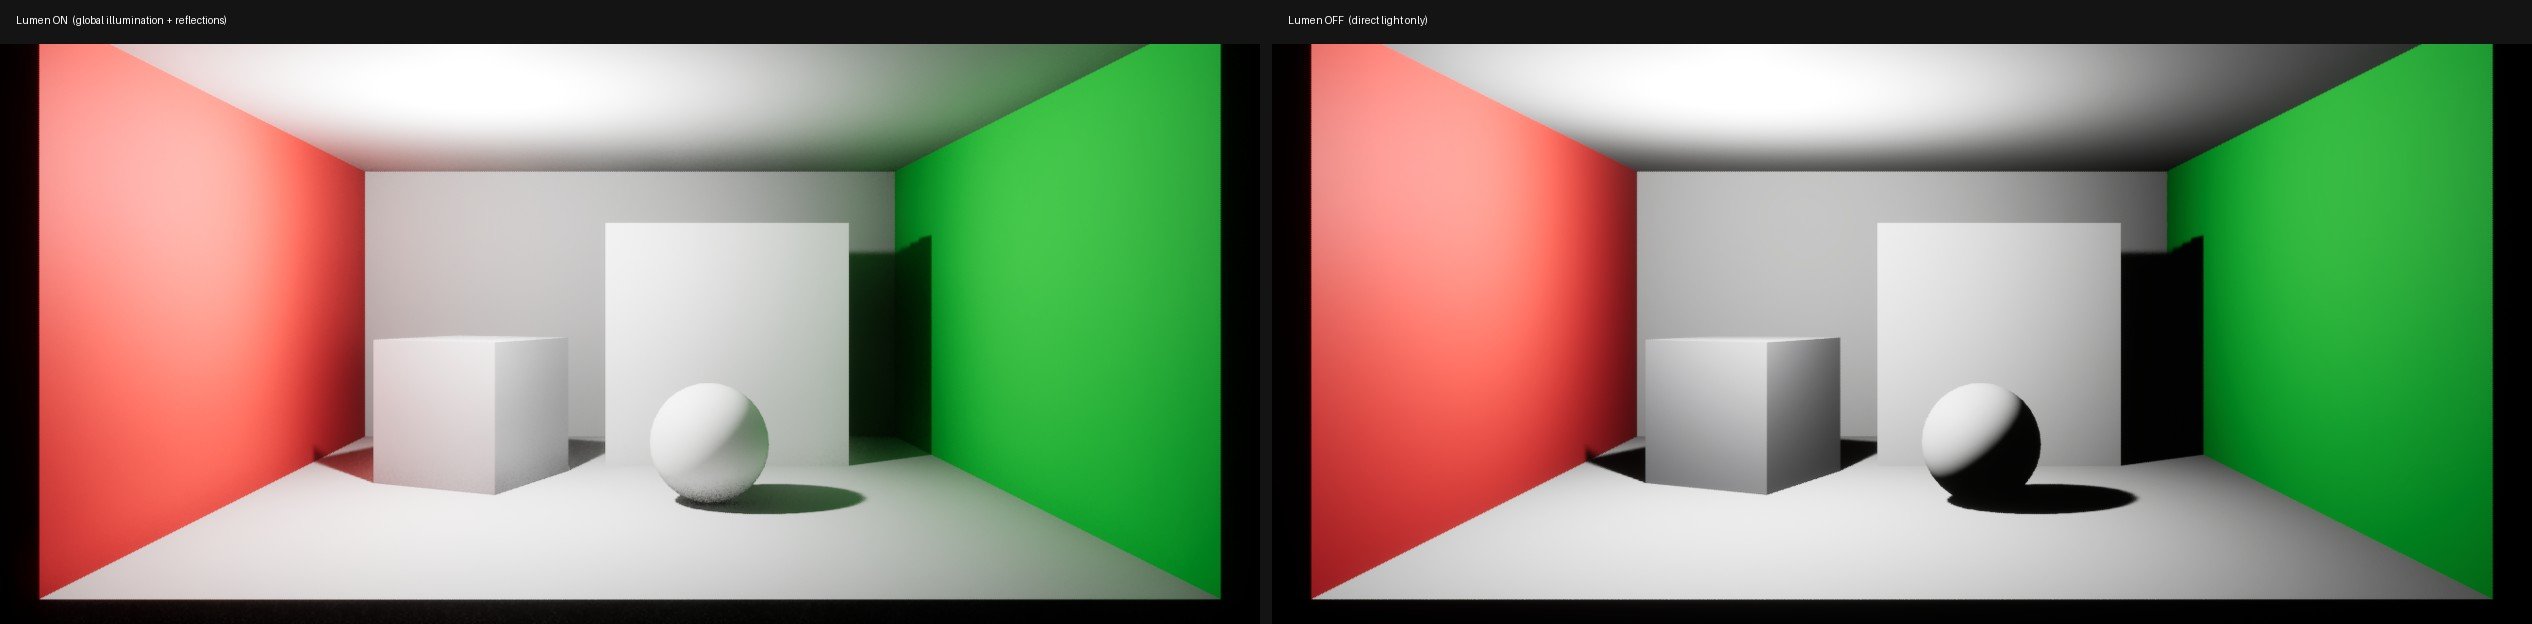 Lumen ON (global illumination + reflections)
Lumen OFF (direct light only)